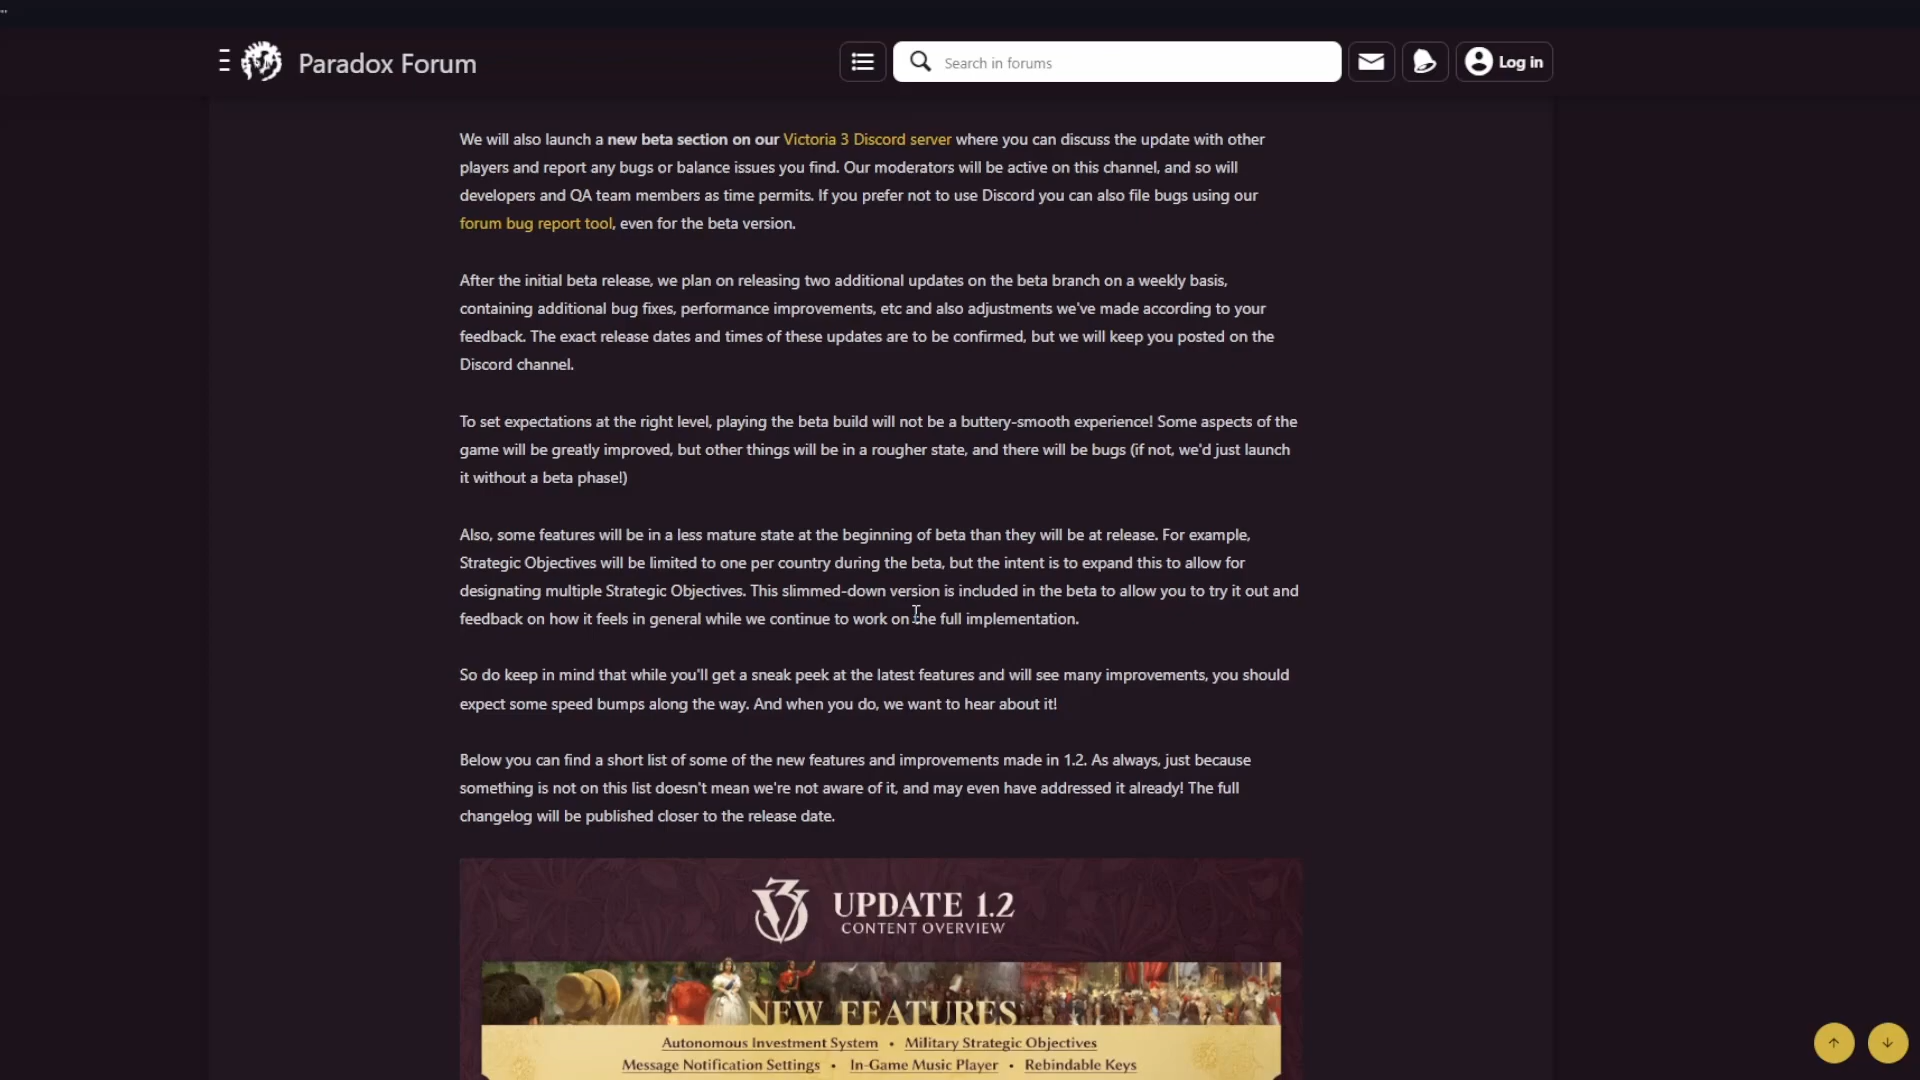 Paradox Forum
Search in forums
Log in
We will also launch a new beta section on our Victoria 3 Discord server where you can discuss the update with other
players and report any bugs or balance issues you find. Our moderators will be active on this channel, and so will
developers and QA team members as time permits. If you prefer not to use Discord you can also file bugs using our
forum bug report tool, even for the beta version.
After the initial beta release, we plan on releasing two additional updates on the beta branch on a weekly basis,
containing additional bug fixes, performance improvements, etc and also adjustments we've made according to your
feedback. The exact release dates and times of these updates are to be confirmed, but we will keep you posted on the
Discord channel.
To set expectations at the right level, playing the beta build will not be a buttery-smooth experience! Some aspects of the
game will be greatly improved, but other things will be in a rougher state, and there will be bugs (if not, we'd just launch
it without a beta phase!)
Also, some features will be in a less mature state at the beginning of beta than they will be at release. For example,
Strategic Objectives will be limited to one per country during the beta, but the intent is to expand this to allow for
designating multiple Strategic Objectives. This slimmed-down version is included in the beta to allow you to try it out and
feedback on how it feels in general while we continue to work on the full implementation.
So do keep in mind that while you'll get a sneak peek at the latest features and will see many improvements, you should
expect some speed bumps along the way. And when you do, we want to hear about it!
Below you can find a short list of some of the new features and improvements made in 1.2. As always, just because
something is not on this list doesn't mean we're not aware of it, and may even have addressed it already! The full
changelog will be published closer to the release date.
UPDATE 1.2
CONTENT OVERVIEW
NEW FEATURES
Autonomous Investment System • Military Strategic Objectives
Message Notification Settings • In-Game Music Player • Rebindable Keys